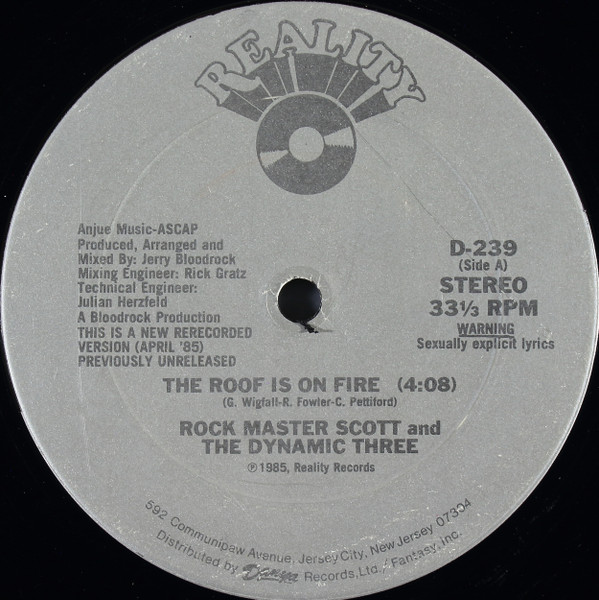 REALITY
Anjue Music-ASCAP
Produced, Arranged and
Mixed By: Jerry Bloodrock
Mixing Engineer: Rick Gratz
Technical Engineer:
Julian Herzfeld
A Bloodrock Production
THIS IS A NEW RERECORDED
VERSION (APRIL '85)
PREVIOUSLY UNRELEASED
D-239
(Side A)
STEREO
33⅓ RPM
WARNING
Sexually explicit lyrics
THE ROOF IS ON FIRE (4:08)
(G. Wigfall-R. Fowler-C. Pettiford)
ROCK MASTER SCOTT and
THE DYNAMIC THREE
℗1985, Reality Records
592 Communipaw Avenue, Jersey City, New Jersey 07304
Distributed by Danya Records, Ltd./Fantasy, Inc.